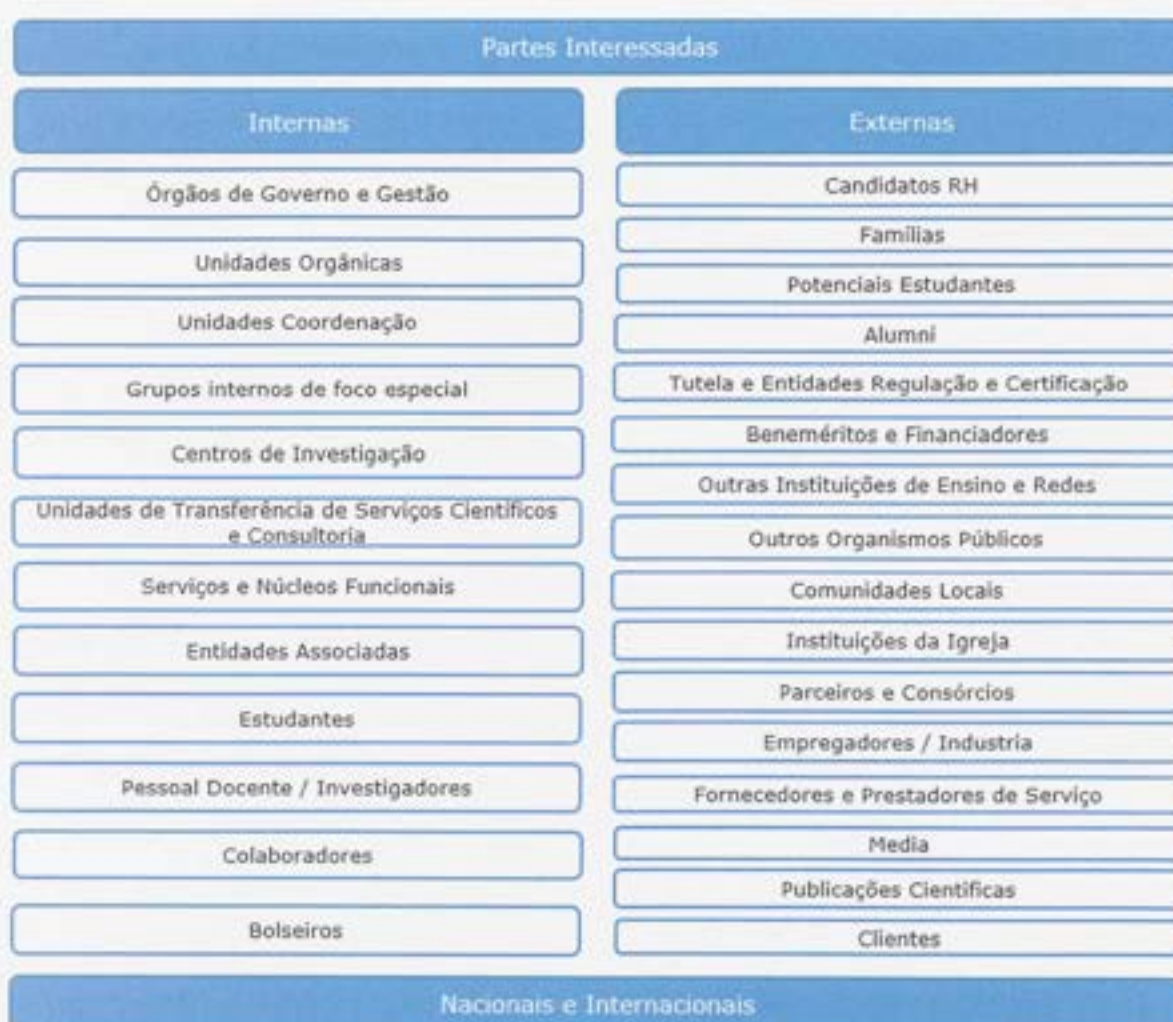 Partes Interessadas
Internas
Órgãos de Governo e Gestão
Unidades Orgânicas
Unidades Coordenação
Grupos internos de foco especial
Centros de Investigação
Unidades de Transferência de Serviços Científicos
e Consultoria
Serviços e Núcleos Funcionais
Entidades Associadas
Estudantes
Pessoal Docente / Investigadores
Colaboradores
Bolseiros
Externas
Candidatos RH
Famílias
Potenciais Estudantes
Alumni
Tutela e Entidades Regulação e Certificação
Beneméritos e Financiadores
Outras Instituições de Ensino e Redes
Outros Organismos Públicos
Comunidades Locais
Instituições da Igreja
Parceiros e Consórcios
Empregadores / Industria
Fornecedores e Prestadores de Serviço
Media
Publicações Científicas
Clientes
Nacionais e Internacionais